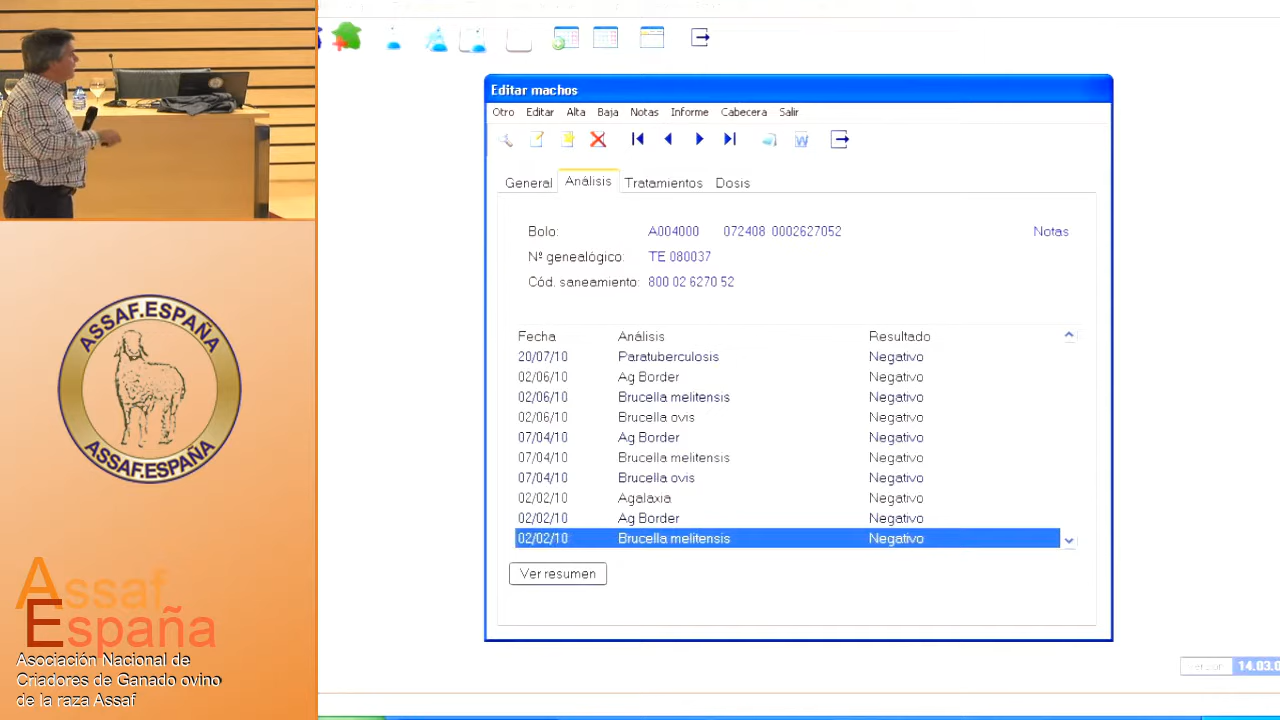 Editar machos
Otro Editar Alta Baja Notas Informe Cabecera Salir
General Análisis Tratamientos Dosis
Bolo: A004000 072408 0002627052 Notas
Nº genealógico: TE 080037
Cód. saneamiento: 800 02 6270 52
Fecha Análisis Resultado
20/07/10 Paratuberculosis Negativo
02/06/10 Ag Border Negativo
02/06/10 Brucella melitensis Negativo
02/06/10 Brucella ovis Negativo
07/04/10 Ag Border Negativo
07/04/10 Brucella melitensis Negativo
07/04/10 Brucella ovis Negativo
02/02/10 Agalaxia Negativo
02/02/10 Ag Border Negativo
02/02/10 Brucella melitensis Negativo
Ver resumen
14.03.0
ASSAF.ESPAÑA
ASSAF.ESPAÑA
Assaf
España
Asociación Nacional de
Criadores de Ganado ovino
de la raza Assaf